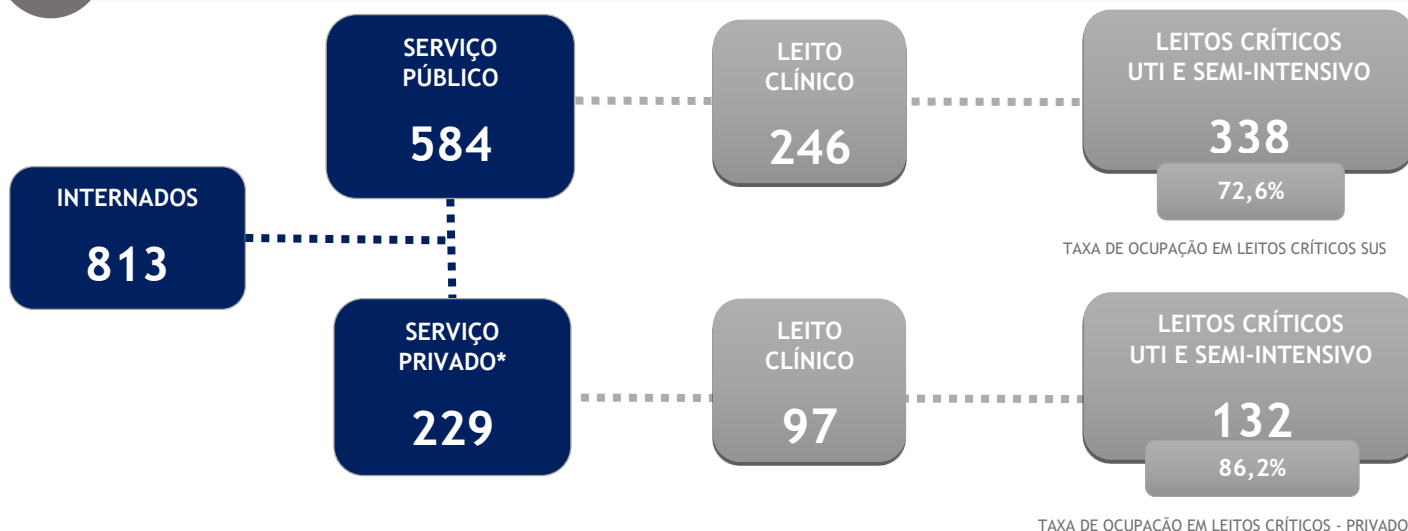 INTERNADOS
813
SERVIÇO
PÚBLICO
584
LEITO
CLÍNICO
246
LEITOS CRÍTICOS
UTI E SEMI-INTENSIVO
338
72,6%
TAXA DE OCUPAÇÃO EM LEITOS CRÍTICOS SUS
SERVIÇO
PRIVADO*
229
LEITO
CLÍNICO
97
LEITOS CRÍTICOS
UTI E SEMI-INTENSIVO
132
86,2%
TAXA DE OCUPAÇÃO EM LEITOS CRÍTICOS - PRIVADO